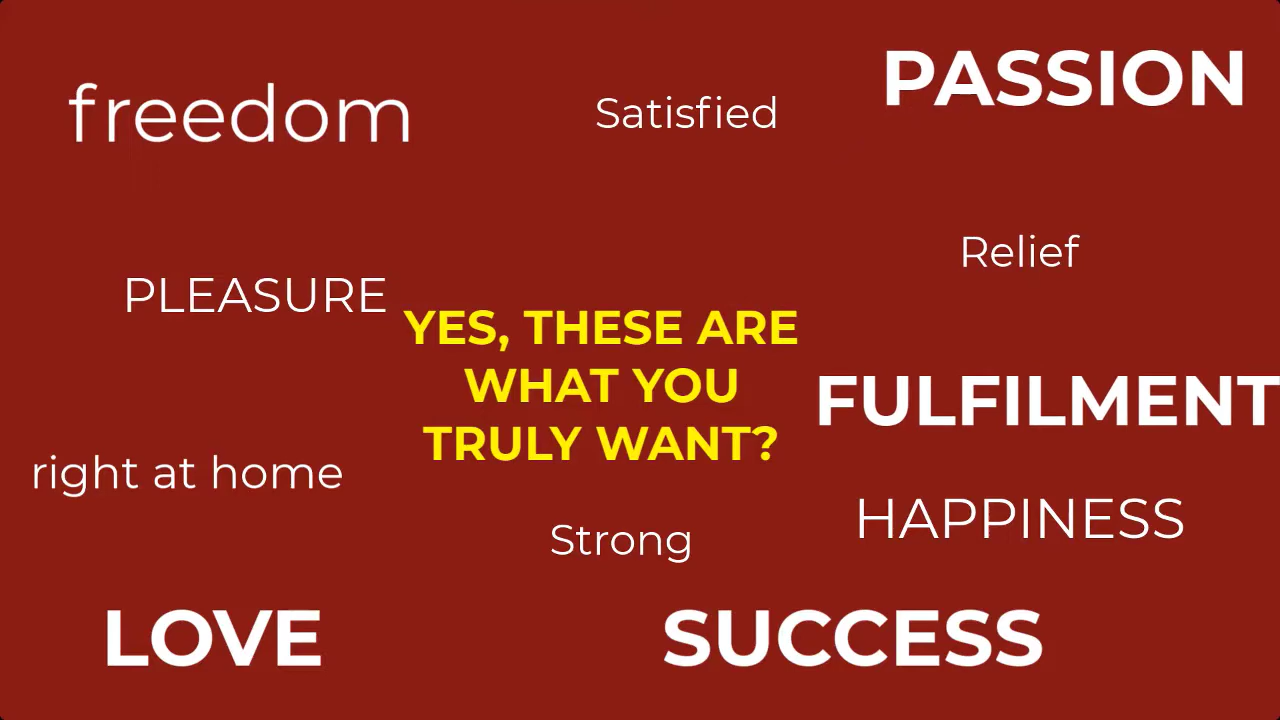 freedom
Satisfied
PASSION
Relief
PLEASURE
YES, THESE ARE
WHAT YOU
TRULY WANT?
FULFILMENT
right at home
HAPPINESS
Strong
LOVE
SUCCESS